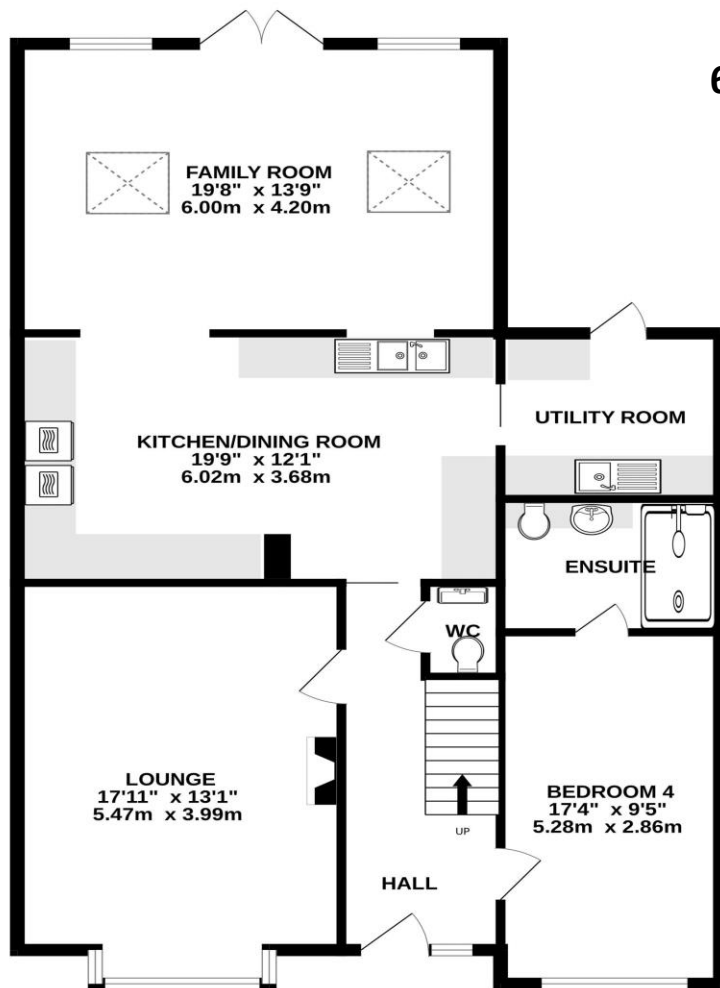 6
FAMILY ROOM
19'8" x 13'9"
6.00m x 4.20m
KITCHEN/DINING ROOM
19'9" x 12'1"
6.02m x 3.68m
UTILITY ROOM
ENSUITE
WC
LOUNGE
17'11" x 13'1"
5.47m x 3.99m
BEDROOM 4
17'4" x 9'5"
5.28m x 2.86m
UP
HALL